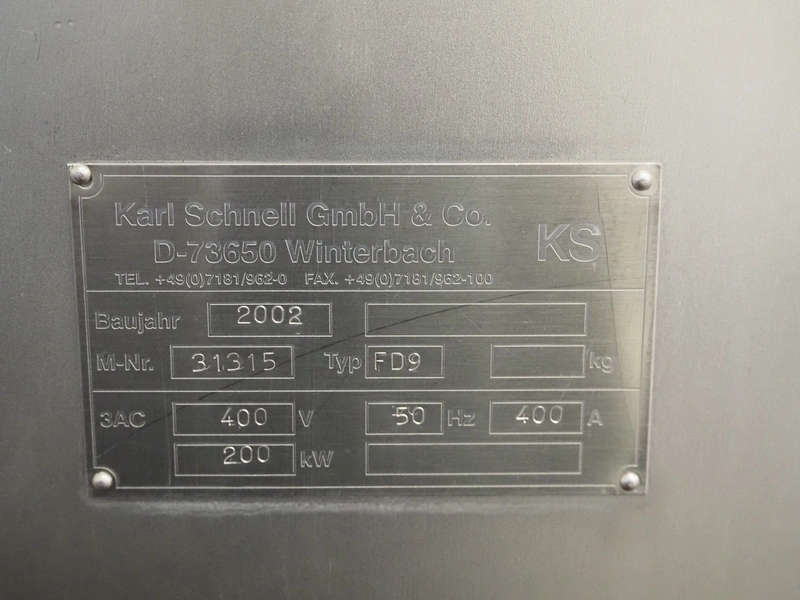 Karl Schnell GmbH & Co.
D-73650 Winterbach
KS
TEL. +49(0)7181/962-0 FAX. +49(0)7181/962-100
Baujahr 2002
M-Nr. 31315 Typ FD9 kg
3AC 400 V 50 Hz 400 A
200 kW